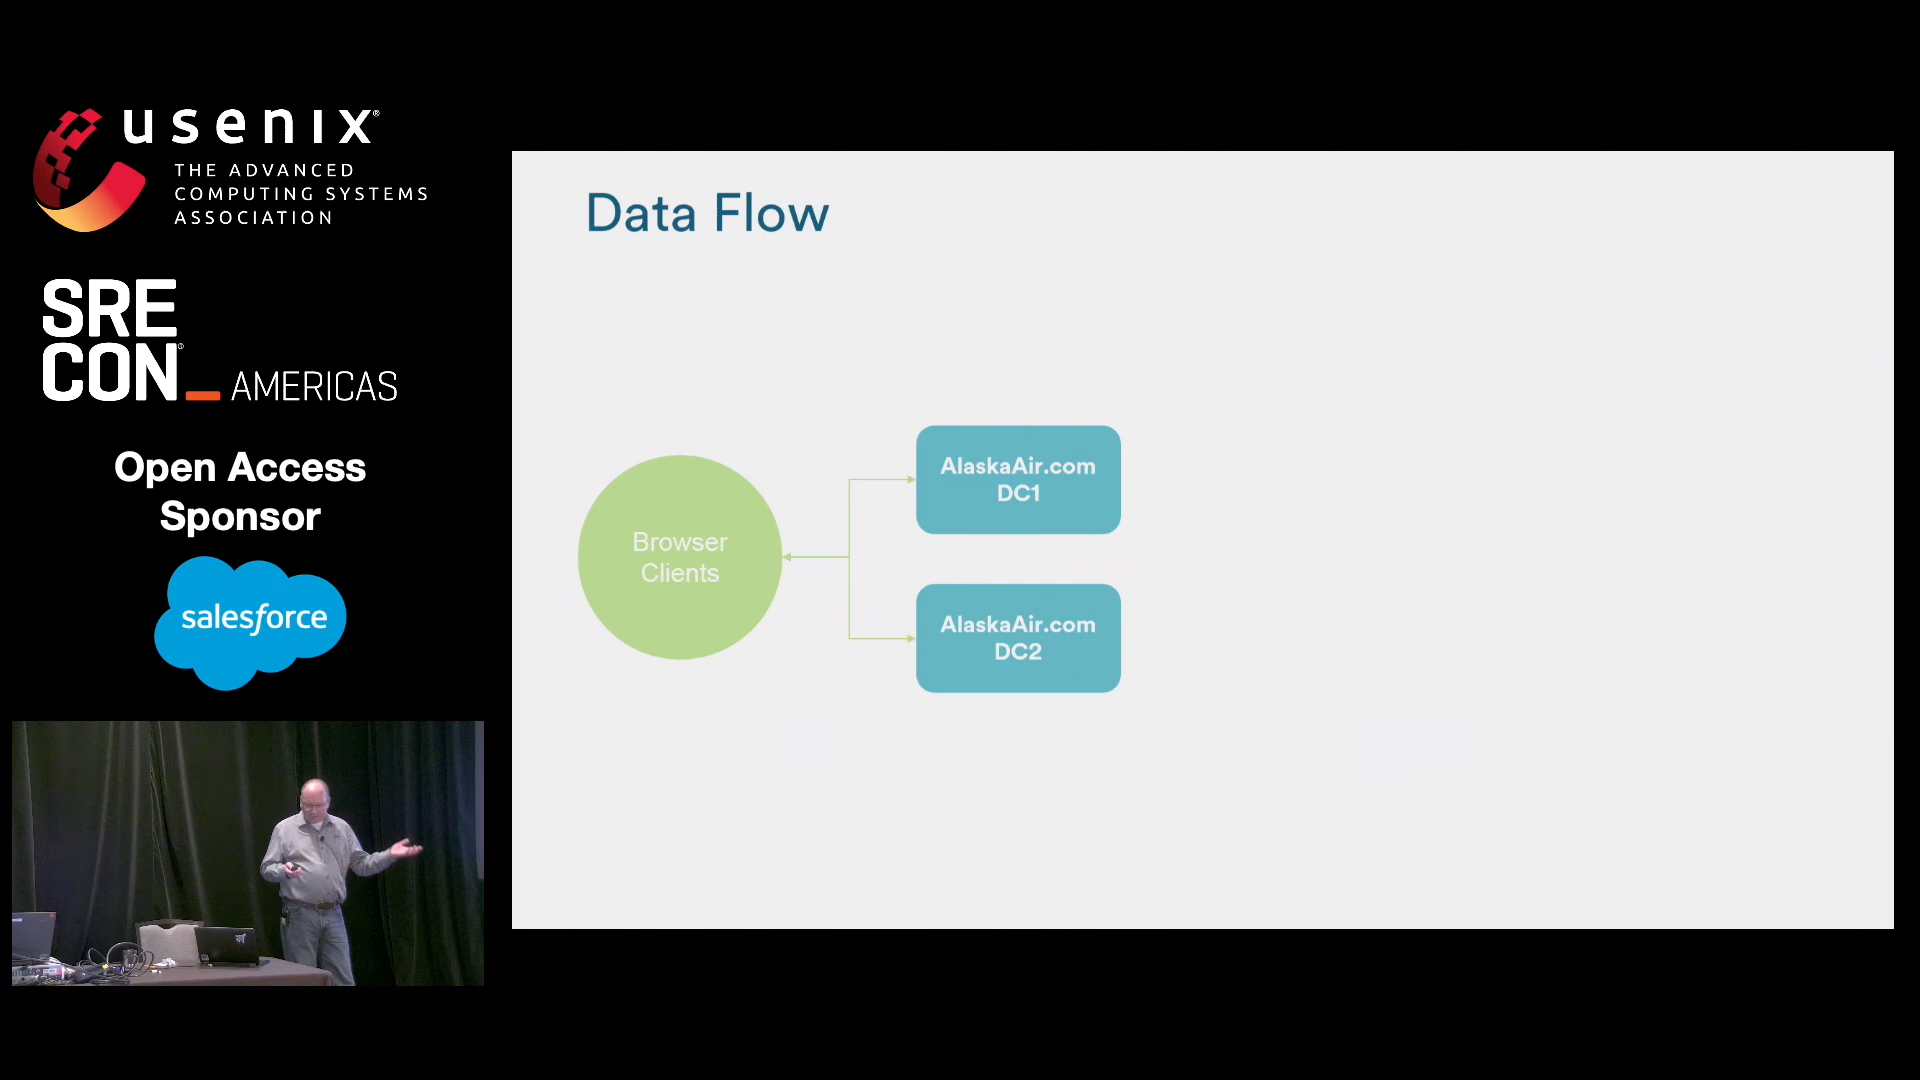 usenix®
THE ADVANCED
COMPUTING SYSTEMS
ASSOCIATION
SRE
CON®
AMERICAS
Open Access
Sponsor
salesforce
Data Flow
Browser
Clients
AlaskaAir.com
DC1
AlaskaAir.com
DC2